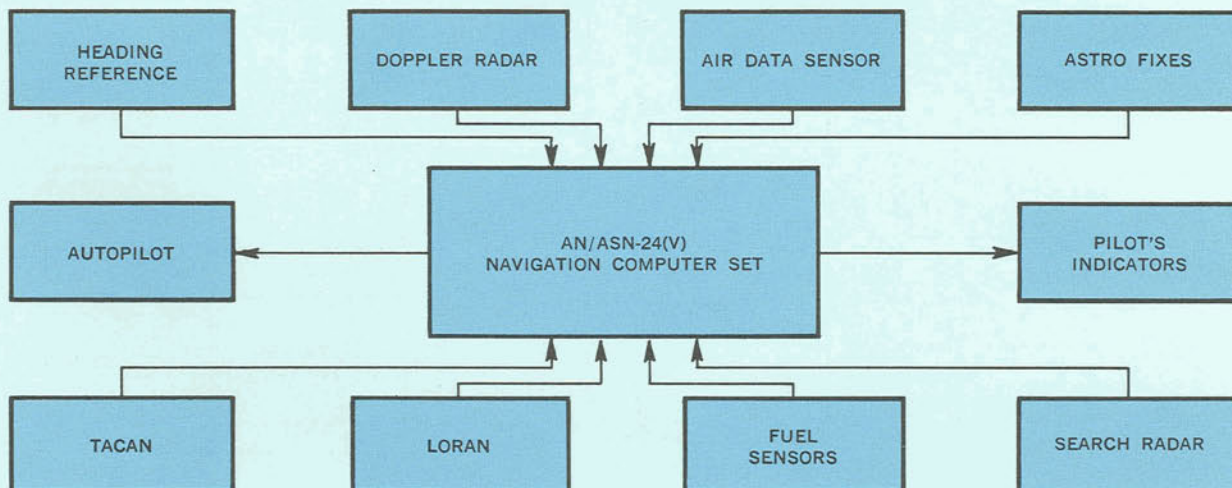 HEADING
REFERENCE
DOPPLER RADAR
AIR DATA SENSOR
ASTRO FIXES
AUTOPILOT
AN/ASN-24(V)
NAVIGATION COMPUTER SET
PILOT'S
INDICATORS
TACAN
LORAN
FUEL
SENSORS
SEARCH RADAR